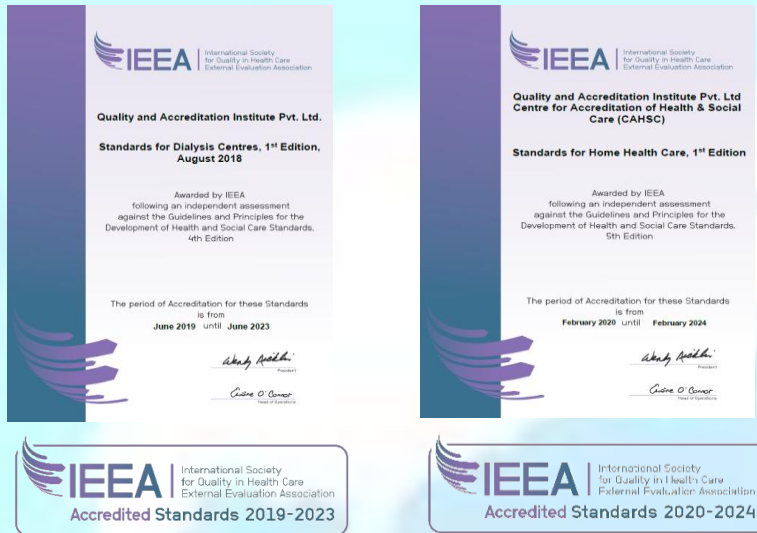 IEEA
International Society
for Quality in Health Care
External Evaluation Association
Quality and Accreditation Institute Pvt. Ltd.
Standards for Dialysis Centres, 1st Edition,
August 2018
Awarded by IEEA
following an independent assessment
against the Guidelines and Principles for the
Development of Health and Social Care Standards.
4th Edition
The period of Accreditation for these Standards
is from
June 2019 until June 2023
Wendy
President
O'Connor
Head of Operations
IEEA
International Society
for Quality in Health Care
External Evaluation Association
Accredited Standards 2019-2023
IEEA
International Society
for Quality in Health Care
External Evaluation Association
Quality and Accreditation Institute Pvt. Ltd
Centre for Accreditation of Health & Social
Care (CAHSC)
Standards for Home Health Care, 1st Edition
Awarded by IEEA
following an independent assessment
against the Guidelines and Principles for the
Development of Health and Social Care Standards.
5th Edition
The period of Accreditation for these Standards
is from
February 2020 until February 2024
Wendy
President
O'Connor
Head of Operations
IEEA
International Society
for Quality in Health Care
External Evaluation Association
Accredited Standards 2020-2024